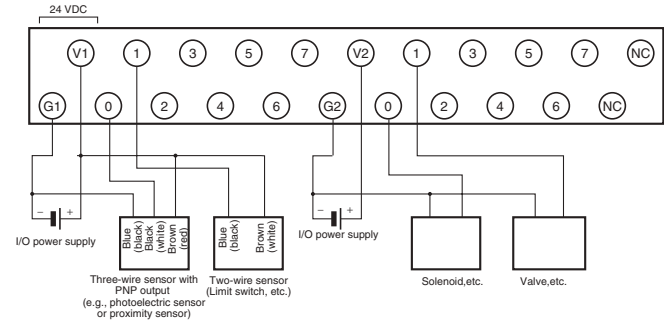 24 VDC
V1 1 3 5 7 V2 1 3 5 7 NC
G1 0 2 4 6 G2 0 2 4 6 NC
− +
I/O power supply
Blue
(black)
Black
(white)
Brown
(red)
Three-wire sensor with
PNP output
(e.g., photoelectric sensor
or proximity sensor)
Blue
(black)
Brown
(white)
Two-wire sensor
(Limit switch, etc.)
− +
I/O power supply
Solenoid,etc.
Valve,etc.